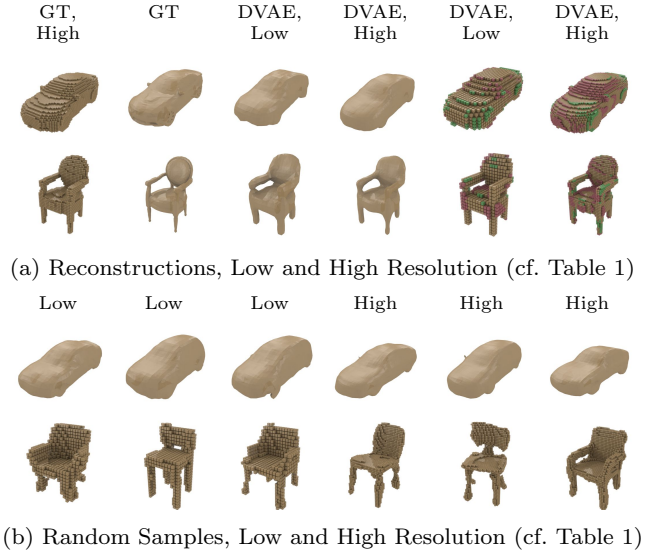 GT, High GT DVAE, Low DVAE, High DVAE, Low DVAE, High
(a) Reconstructions, Low and High Resolution (cf. Table 1)
Low Low Low High High High
(b) Random Samples, Low and High Resolution (cf. Table 1)